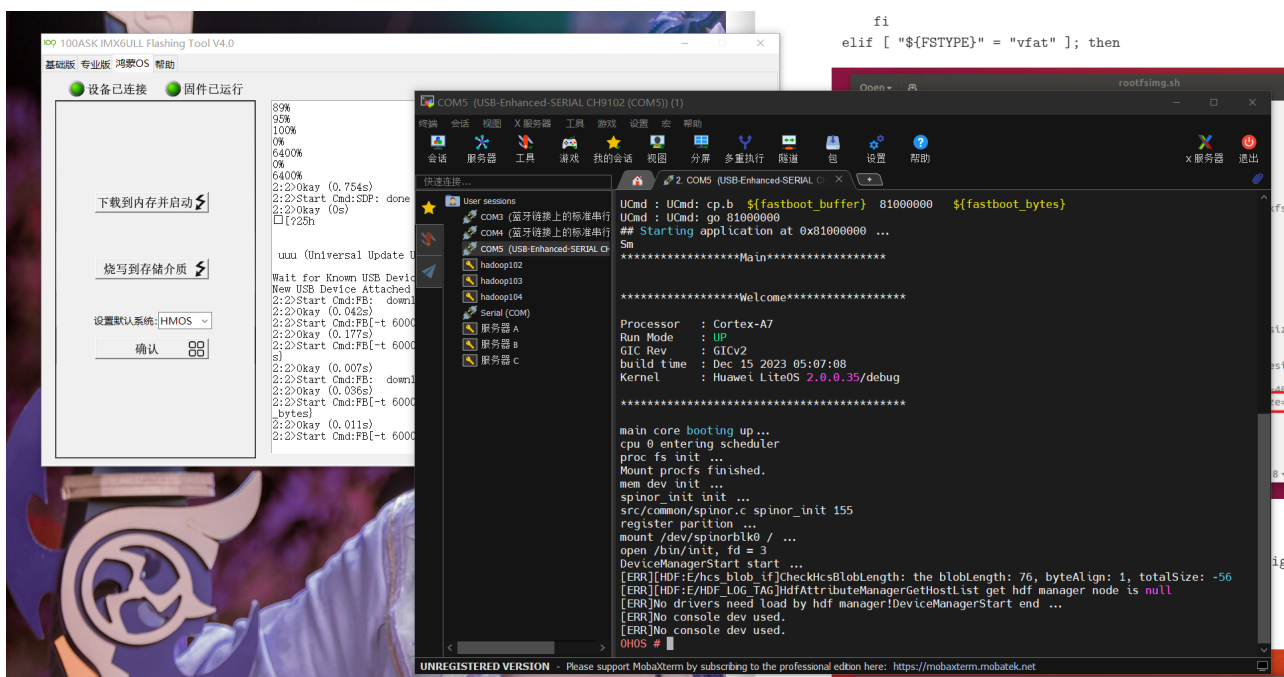 fi
elif [ "${FSTYPE}" = "vfat" ]; then
100ASK IMX6ULL Flashing Tool V4.0
基础版 专业版 鸿蒙OS 帮助
设备已连接 固件已运行
下载到内存并启动
烧写到存储介质
设置默认系统: HMOS
确认
89%
95%
100%
0%
6400%
0%
6400%
2:2>Okay (0.754s)
2:2>Start Cmd:SDP: done
2:2>Okay (0s)
□[?25h
uuu (Universal Update U
Wait for Known USB Devic
New USB Device Attached
2:2>Start Cmd:FB: downl
2:2>Okay (0.042s)
2:2>Start Cmd:FB[-t 6000
2:2>Okay (0.177s)
2:2>Start Cmd:FB[-t 6000
s}
2:2>Okay (0.007s)
2:2>Start Cmd:FB: downl
2:2>Okay (0.036s)
2:2>Start Cmd:FB[-t 6000
_bytes}
2:2>Okay (0.011s)
2:2>Start Cmd:FB[-t 6000
Open
rootfsimg.sh
COM5 (USB-Enhanced-SERIAL CH9102 (COM5)) (1)
终端 会话 视图 X服务器 工具 游戏 设置 宏 帮助
会话 服务器 工具 游戏 我的会话 视图 分屏 多重执行 隧道 包 设置 帮助 X服务器 退出
快速连接...
2. COM5 (USB-Enhanced-SERIAL C
User sessions
COM3 (蓝牙链接上的标准串行
COM4 (蓝牙链接上的标准串行
COM5 (USB-Enhanced-SERIAL CH
hadoop102
hadoop103
hadoop104
Serial (COM)
服务器 A
服务器 B
服务器 C
UCmd : UCmd: cp.b ${fastboot_buffer} 81000000 ${fastboot_bytes}
UCmd : UCmd: go 81000000
## Starting application at 0x81000000 ...
Sm
******************Main******************
******************Welcome******************
Processor : Cortex-A7
Run Mode : UP
GIC Rev : GICv2
build time : Dec 15 2023 05:07:08
Kernel : Huawei LiteOS 2.0.0.35/debug
*******************************************
main core booting up...
cpu 0 entering scheduler
proc fs init ...
Mount procfs finished.
mem dev init ...
spinor_init init ...
src/common/spinor.c spinor_init 155
register parition ...
mount /dev/spinorblk0 / ...
open /bin/init, fd = 3
DeviceManagerStart start ...
[ERR][HDF:E/hcs_blob_if]CheckHcsBlobLength: the blobLength: 76, byteAlign: 1, totalSize: -56
[ERR][HDF:E/HDF_LOG_TAG]HdfAttributeManagerGetHostList get hdf manager node is null
[ERR]No drivers need load by hdf manager!DeviceManagerStart end ...
[ERR]No console dev used.
[ERR]No console dev used.
OHOS #
UNREGISTERED VERSION - Please support MobaXterm by subscribing to the professional edition here: https://mobaxterm.mobatek.net